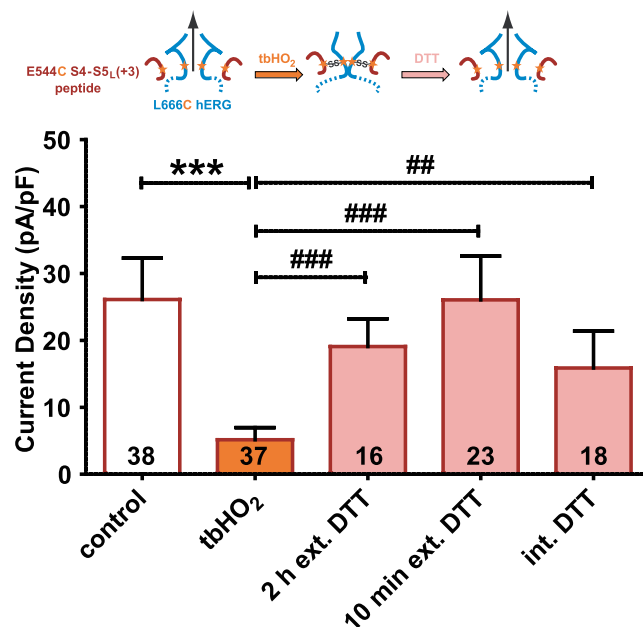 tbHO₂
DTT
E544C S4-S5L(+3)
peptide
S S S S
L666C hERG
Current Density (pA/pF)
50
40
30
20
10
0
***
##
###
###
38
37
16
23
18
control
tbHO₂
2 h ext. DTT
10 min ext. DTT
int. DTT